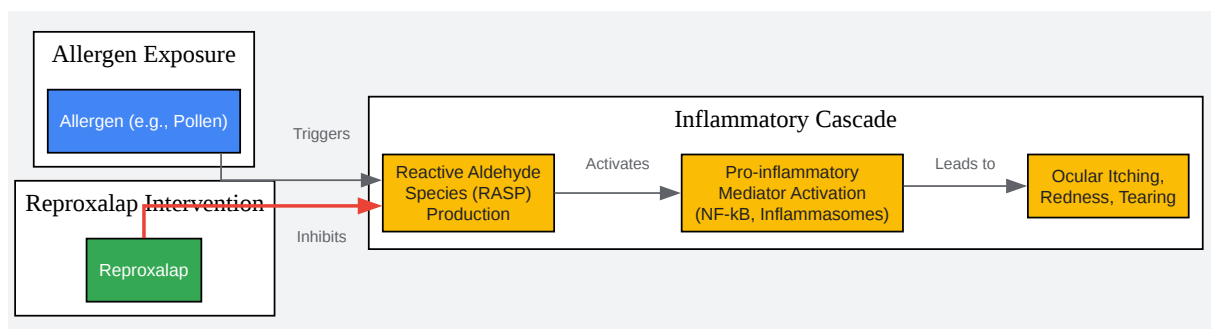 Allergen Exposure
Allergen (e.g., Pollen)
Triggers
Reproxalap Intervention
Inhibits
Reproxalap
Inflammatory Cascade
Reactive Aldehyde
Species (RASP)
Production
Activates
Pro-inflammatory
Mediator Activation
(NF-kB, Inflammasomes)
Leads to
Ocular Itching,
Redness, Tearing